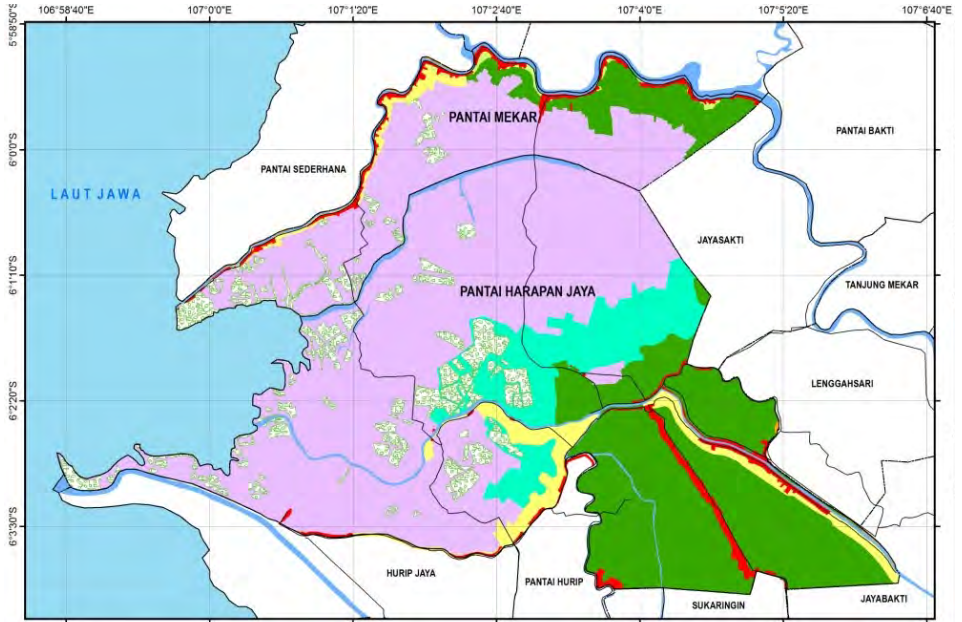 106°58'40"E 107°0'0"E 107°1'20"E 107°2'40"E 107°4'0"E 107°5'20"E 107°6'40"E
5°58'50"S
PANTAI MEKAR
PANTAI BAKTI
6°0'0"S
PANTAI SEDERHANA
LAUT JAWA
JAYASAKTI
6°1'10"S
TANJUNG MEKAR
PANTAI HARAPAN JAYA
LENGGAHSARI
6°2'20"S
6°3'30"S
HURIP JAYA
PANTAI HURIP
JAYABAKTI
SUKARINGIN